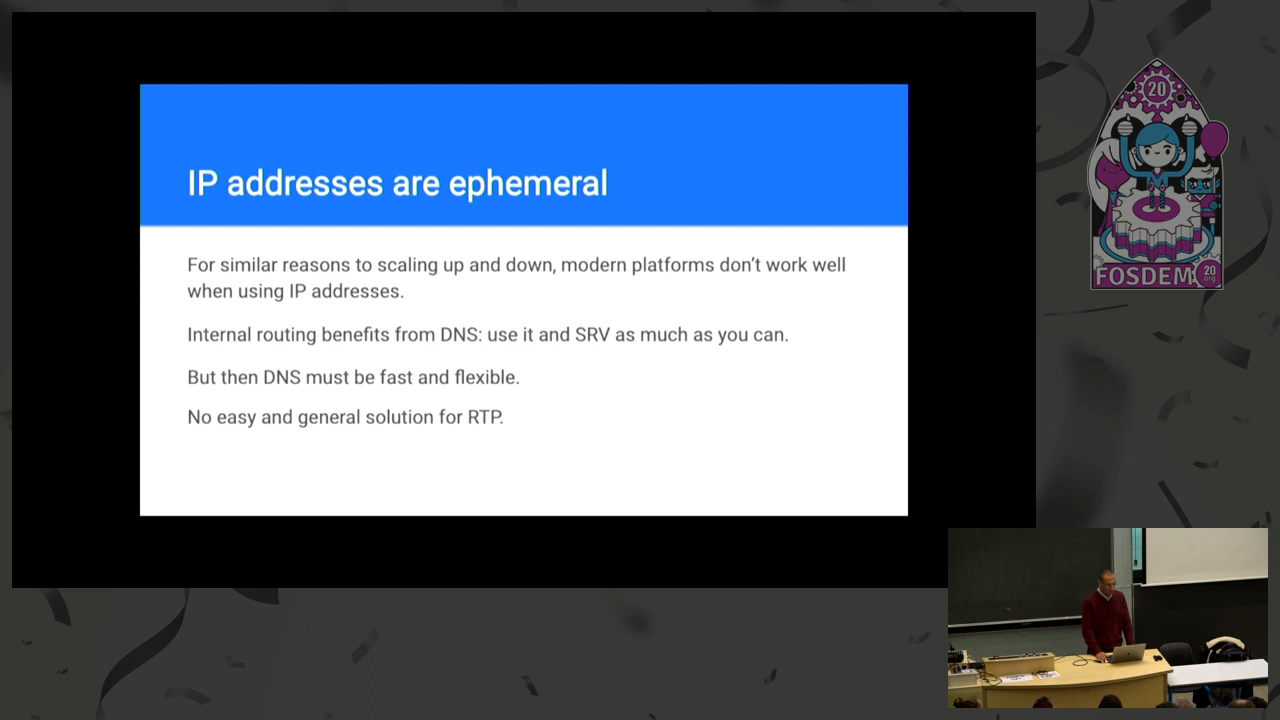 IP addresses are ephemeral
For similar reasons to scaling up and down, modern platforms don't work well
when using IP addresses.
Internal routing benefits from DNS: use it and SRV as much as you can.
But then DNS must be fast and flexible.
No easy and general solution for RTP.
20
FOSDEM
20
.org